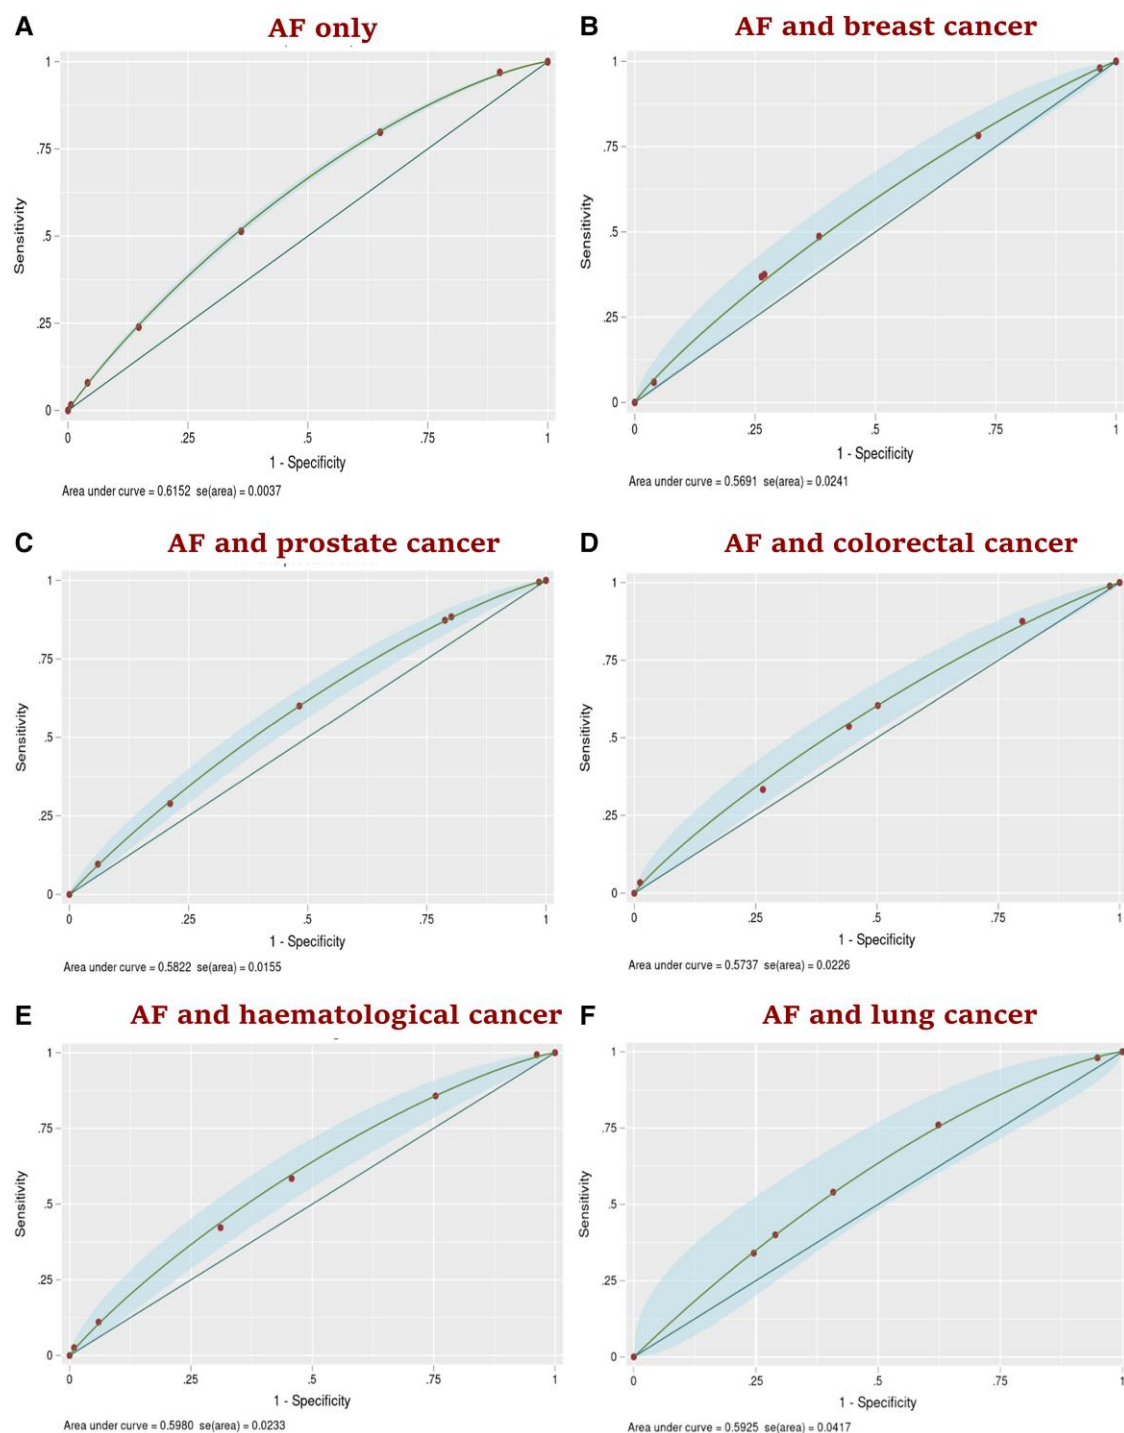 A
AF only
1
.75
.5
.25
0
Sensitivity
0 .25 .5 .75 1
1 - Specificity
Area under curve = 0.6152 se(area) = 0.0037
B
AF and breast cancer
1
.75
.5
.25
0
Sensitivity
0 .25 .5 .75 1
1 - Specificity
Area under curve = 0.5691 se(area) = 0.0241
C
AF and prostate cancer
1
.75
.5
.25
0
Sensitivity
0 .25 .5 .75 1
1 - Specificity
Area under curve = 0.5822 se(area) = 0.0155
D
AF and colorectal cancer
1
.75
.5
.25
0
Sensitivity
0 .25 .5 .75 1
1 - Specificity
Area under curve = 0.5737 se(area) = 0.0226
E
AF and haematological cancer
1
.75
.5
.25
0
Sensitivity
0 .25 .5 .75 1
1 - Specificity
Area under curve = 0.5980 se(area) = 0.0233
F
AF and lung cancer
1
.75
.5
.25
0
Sensitivity
0 .25 .5 .75 1
1 - Specificity
Area under curve = 0.5925 se(area) = 0.0417